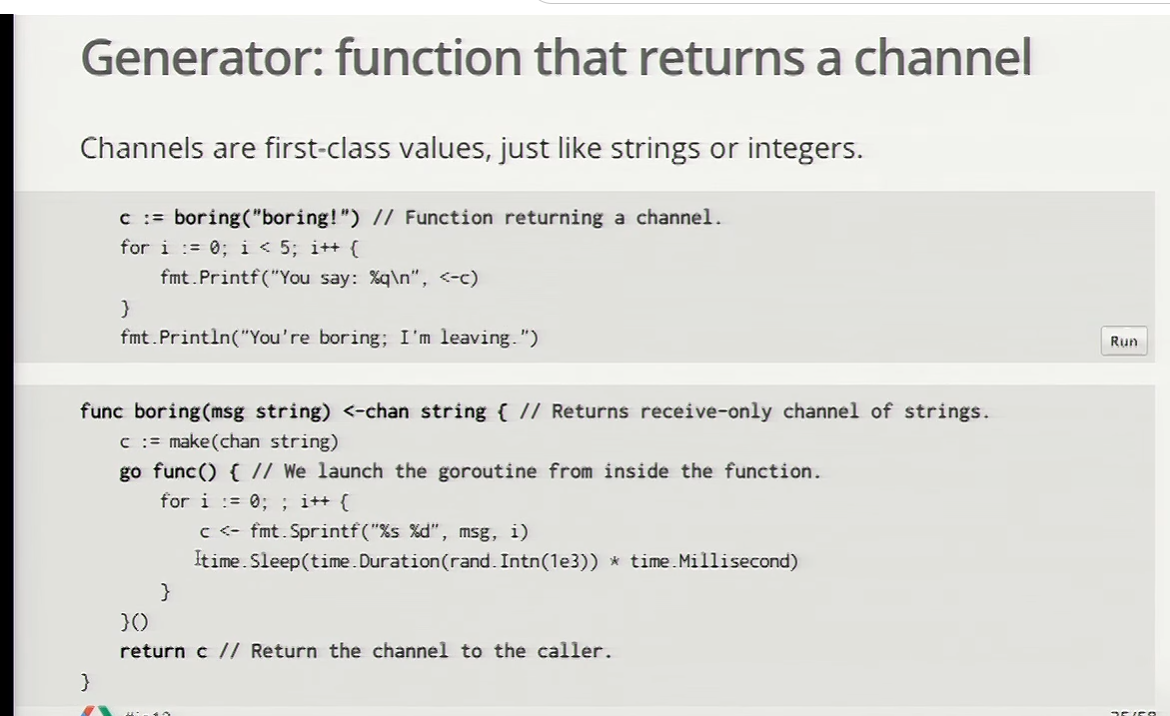 Generator: function that returns a channel
Channels are first-class values, just like strings or integers.
c := boring("boring!") // Function returning a channel.
for i := 0; i < 5; i++ {
fmt.Printf("You say: %q\n", <-c)
}
fmt.Println("You're boring; I'm leaving.")
Run
func boring(msg string) <-chan string { // Returns receive-only channel of strings.
c := make(chan string)
go func() { // We launch the goroutine from inside the function.
for i := 0; ; i++ {
c <- fmt.Sprintf("%s %d", msg, i)
time.Sleep(time.Duration(rand.Intn(1e3)) * time.Millisecond)
}
}()
return c // Return the channel to the caller.
}